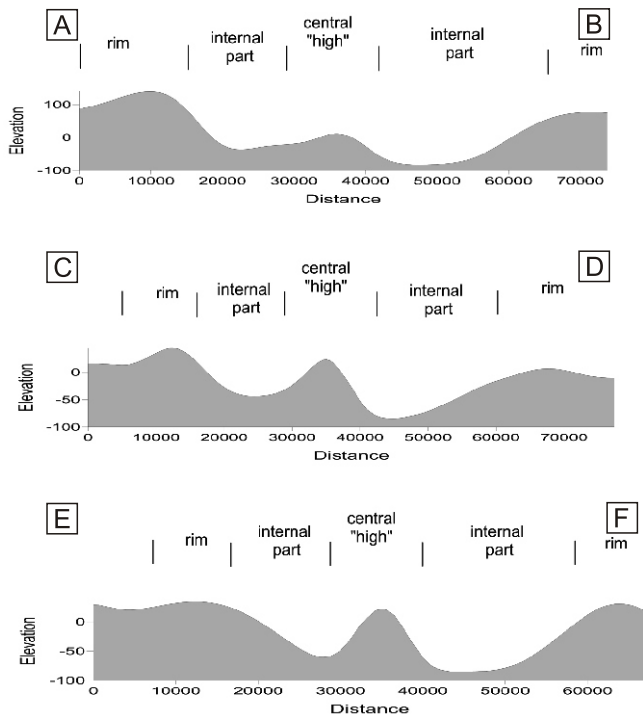 A
B
rim
internal
part
central
"high"
internal
part
rim
Elevation
100
0
-100
0 10000 20000 30000 40000 50000 60000 70000
Distance
C
D
rim
internal
part
central
"high"
internal
part
rim
Elevation
0
-50
-100
0 10000 20000 30000 40000 50000 60000 70000
Distance
E
F
rim
internal
part
central
"high"
internal
part
rim
Elevation
0
-50
-100
0 10000 20000 30000 40000 50000 60000
Distance